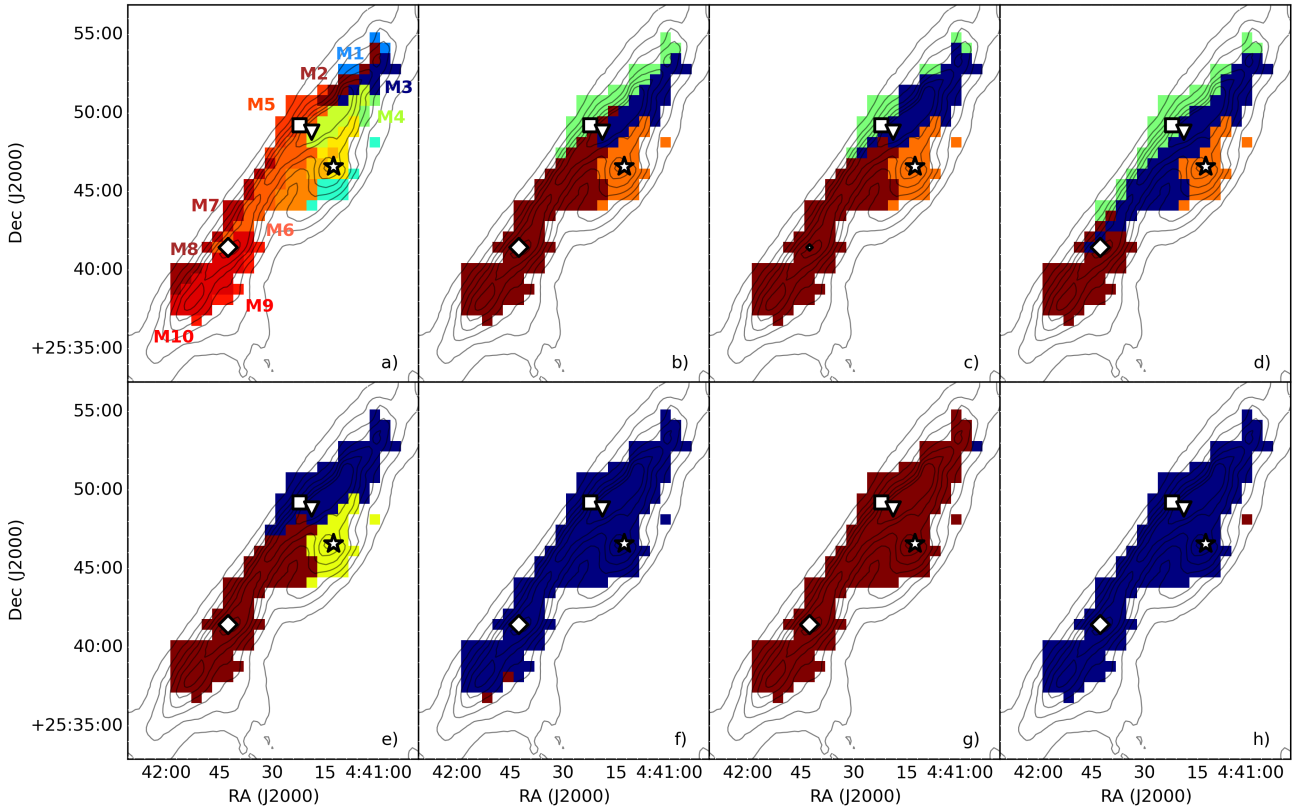 55:00
M1
M2
M3
50:00
M5
M4
Dec (J2000)
45:00
M7
M6
M8
40:00
M9
M10
+25:35:00
a)
b)
c)
d)
55:00
50:00
Dec (J2000)
45:00
40:00
+25:35:00
e)
f)
g)
h)
42:00 45 30 15 4:41:00
42:00 45 30 15 4:41:00
42:00 45 30 15 4:41:00
42:00 45 30 15 4:41:00
RA (J2000)
RA (J2000)
RA (J2000)
RA (J2000)